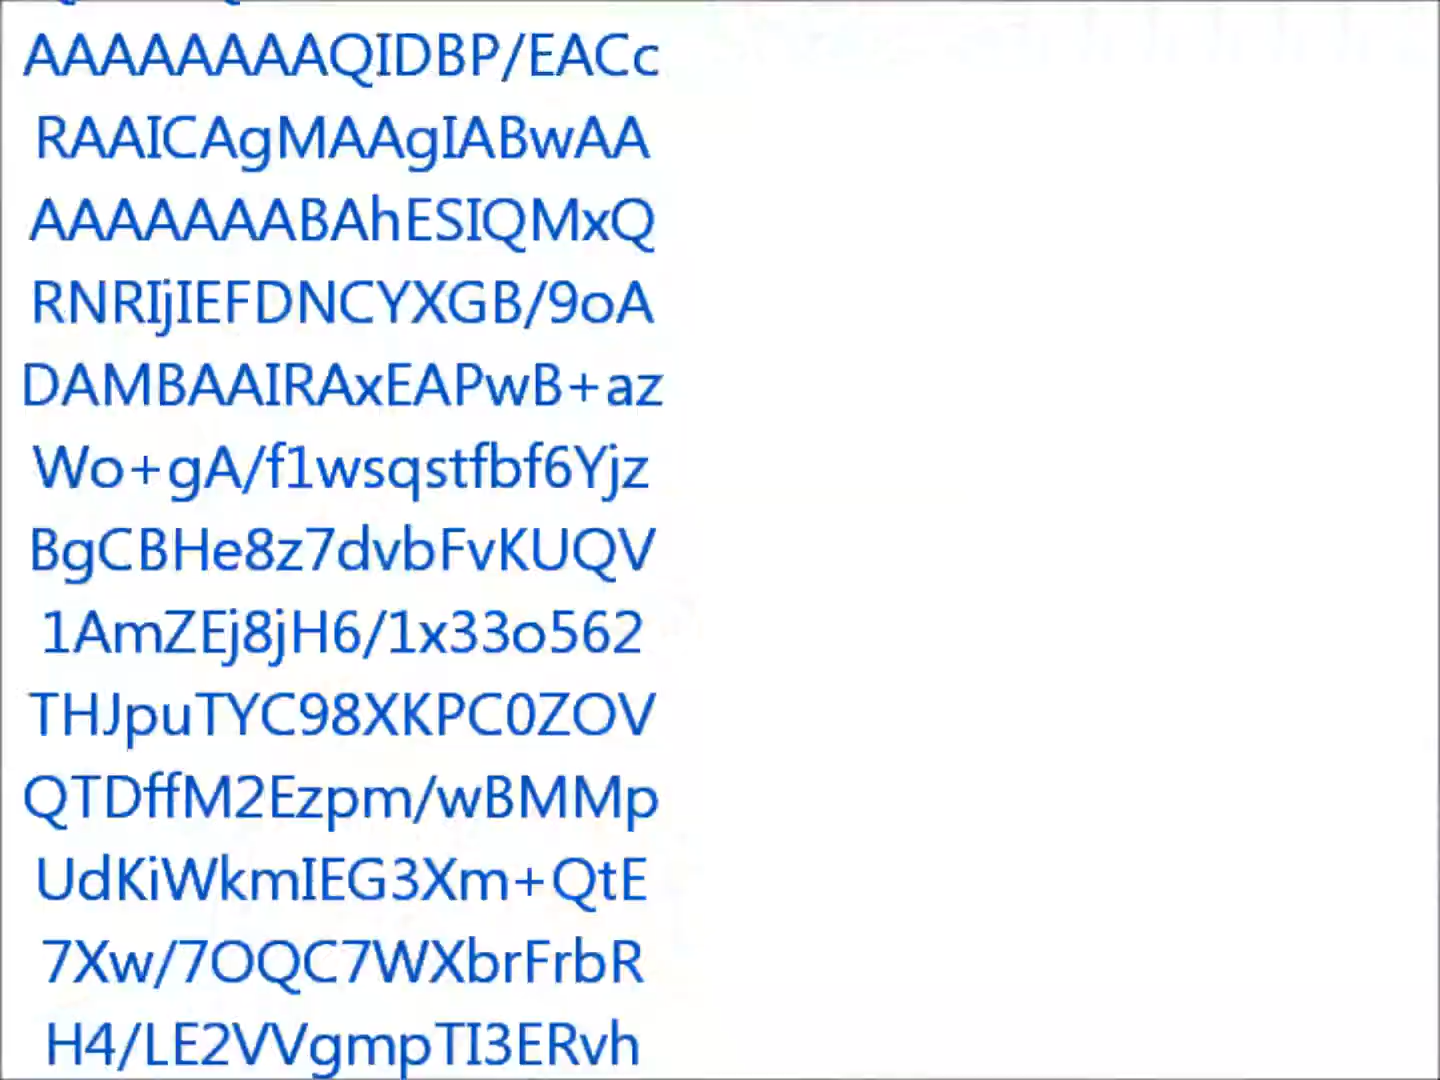 AAAAAAAAQIDBP/EACc
RAAICAgMAAgIABwAA
AAAAAAABAhESIQMxQ
RNRIjIEFDNCYXGB/9oA
DAMBAAIRAxEAPwB+az
Wo+gA/f1wsqstfbf6Yjz
BgCBHe8z7dvbFvKUQV
1AmZEj8jH6/1x33o562
THJpuTYC98XKPC0ZOV
QTDffM2Ezpm/wBMMp
UdKiWkmIEG3Xm+QtE
7Xw/7OQC7WXbrFrbR
H4/LE2VVgmpTI3ERvh